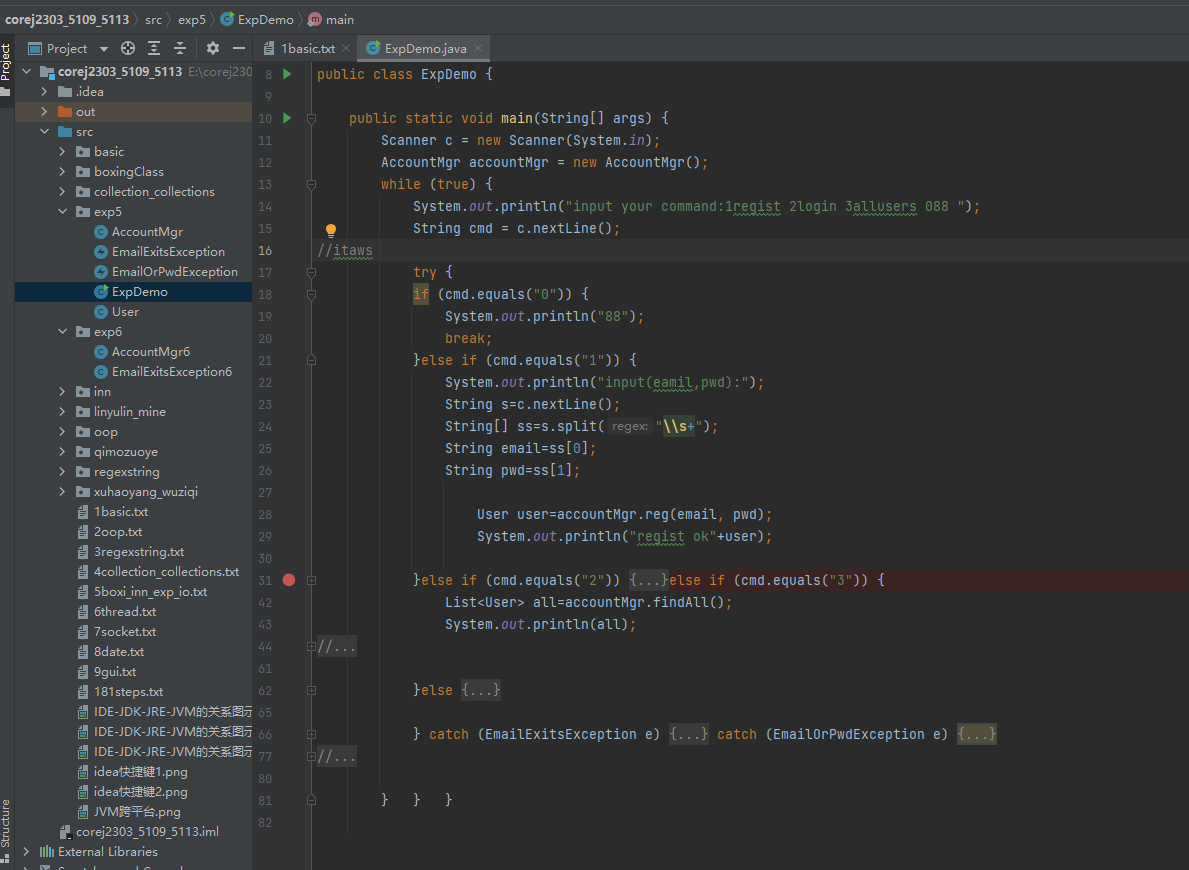 corej2303_5109_5113 src exp5 ExpDemo main
Project
Project
1basic.txt
ExpDemo.java
corej2303_5109_5113 E:\corej230
.idea
out
src
basic
boxingClass
collection_collections
exp5
AccountMgr
EmailExitsException
EmailOrPwdException
ExpDemo
User
exp6
AccountMgr6
EmailExitsException6
inn
linyulin_mine
oop
qimozuoye
regexstring
xuhaoyang_wuziqi
1basic.txt
2oop.txt
3regexstring.txt
4collection_collections.txt
5boxi_inn_exp_io.txt
6thread.txt
7socket.txt
8date.txt
9gui.txt
181steps.txt
IDE-JDK-JRE-JVM的关系图示
IDE-JDK-JRE-JVM的关系图示
IDE-JDK-JRE-JVM的关系图示
idea快捷键1.png
idea快捷键2.png
JVM跨平台.png
corej2303_5109_5113.iml
External Libraries
Structure
8 public class ExpDemo {
9
10 public static void main(String[] args) {
11 Scanner c = new Scanner(System.in);
12 AccountMgr accountMgr = new AccountMgr();
13 while (true) {
14 System.out.println("input your command:1regist 2login 3allusers 088 ");
15 String cmd = c.nextLine();
16 //itaws
17 try {
18 if (cmd.equals("0")) {
19 System.out.println("88");
20 break;
21 }else if (cmd.equals("1")) {
22 System.out.println("input(eamil,pwd):");
23 String s=c.nextLine();
24 String[] ss=s.split( regex: "\\s+");
25 String email=ss[0];
26 String pwd=ss[1];
27
28 User user=accountMgr.reg(email, pwd);
29 System.out.println("regist ok"+user);
30
31 }else if (cmd.equals("2")) {...}else if (cmd.equals("3")) {
42 List<User> all=accountMgr.findAll();
43 System.out.println(all);
44 //...
61
62 }else {...}
65
66 } catch (EmailExitsException e) {...} catch (EmailOrPwdException e) {...}
77 //...
80
81 } } }
82